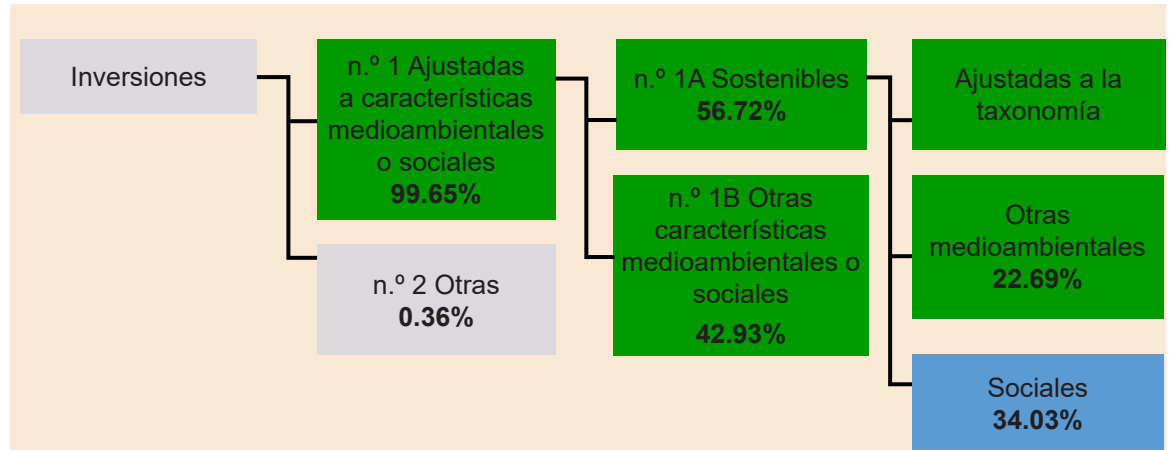 Inversiones
n.º 1 Ajustadas
a características
medioambientales
o sociales
99.65%
n.º 2 Otras
0.36%
n.º 1A Sostenibles
56.72%
n.º 1B Otras
características
medioambientales o
sociales
42.93%
Ajustadas a la
taxonomía
Otras
medioambientales
22.69%
Sociales
34.03%